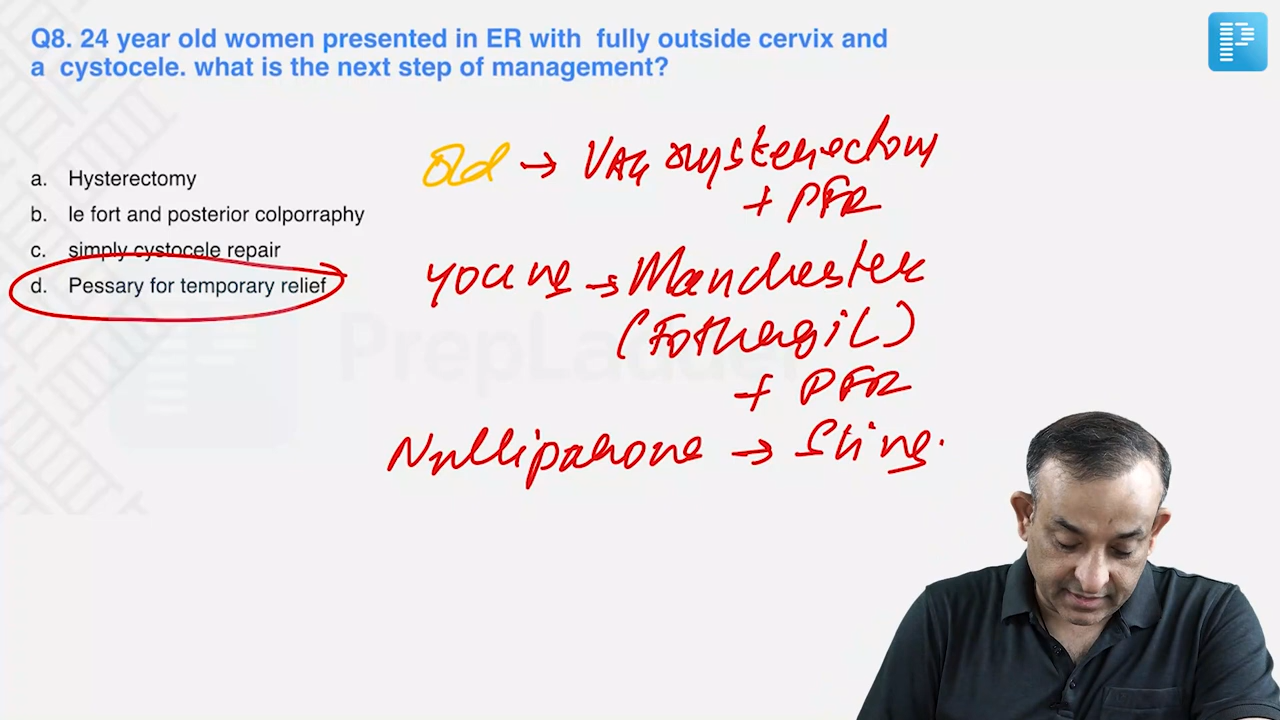 Q8. 24 year old women presented in ER with fully outside cervix and
a cystocele. what is the next step of management?
a. Hysterectomy
b. le fort and posterior colporraphy
c. simply cystocele repair
d. Pessary for temporary relief
Old → VAG Hysterectomy
+ PFR
young → Manchester
(Fothergil)
+ PFR
Nulliparous → Sling.
PrepLadder